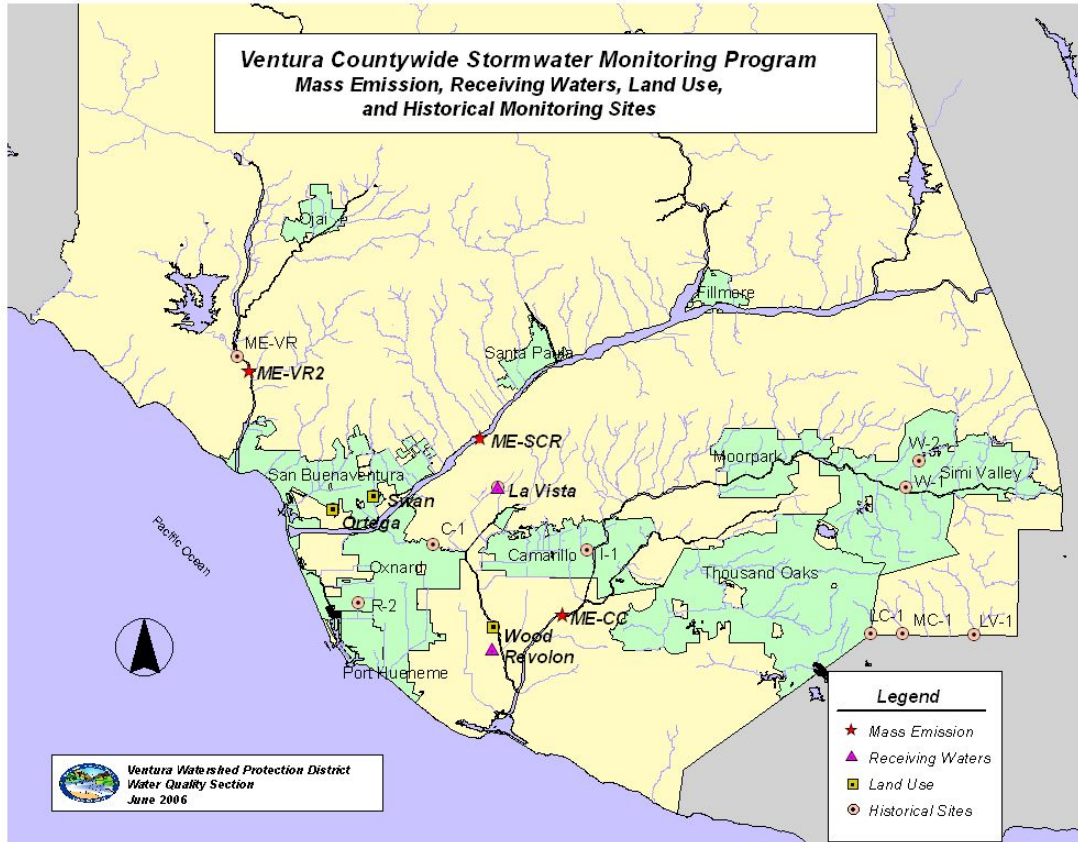 Ventura Countywide Stormwater Monitoring Program
Mass Emission, Receiving Waters, Land Use,
and Historical Monitoring Sites
Ojai
Fillmore
ME-VR
ME-VR2
Santa Paula
ME-SCR
San Buenaventura
Swan
Ortega
La Vista
Moorpark
W-2
Simi Valley
W-1
Pacific Ocean
C-1
Oxnard
Camarillo
I-1
Thousand Oaks
R-2
ME-CC
Wood
Revolon
LC-1
MC-1
LV-1
Port Hueneme
Legend
Mass Emission
Receiving Waters
Land Use
Historical Sites
Ventura Watershed Protection District
Water Quality Section
June 2006